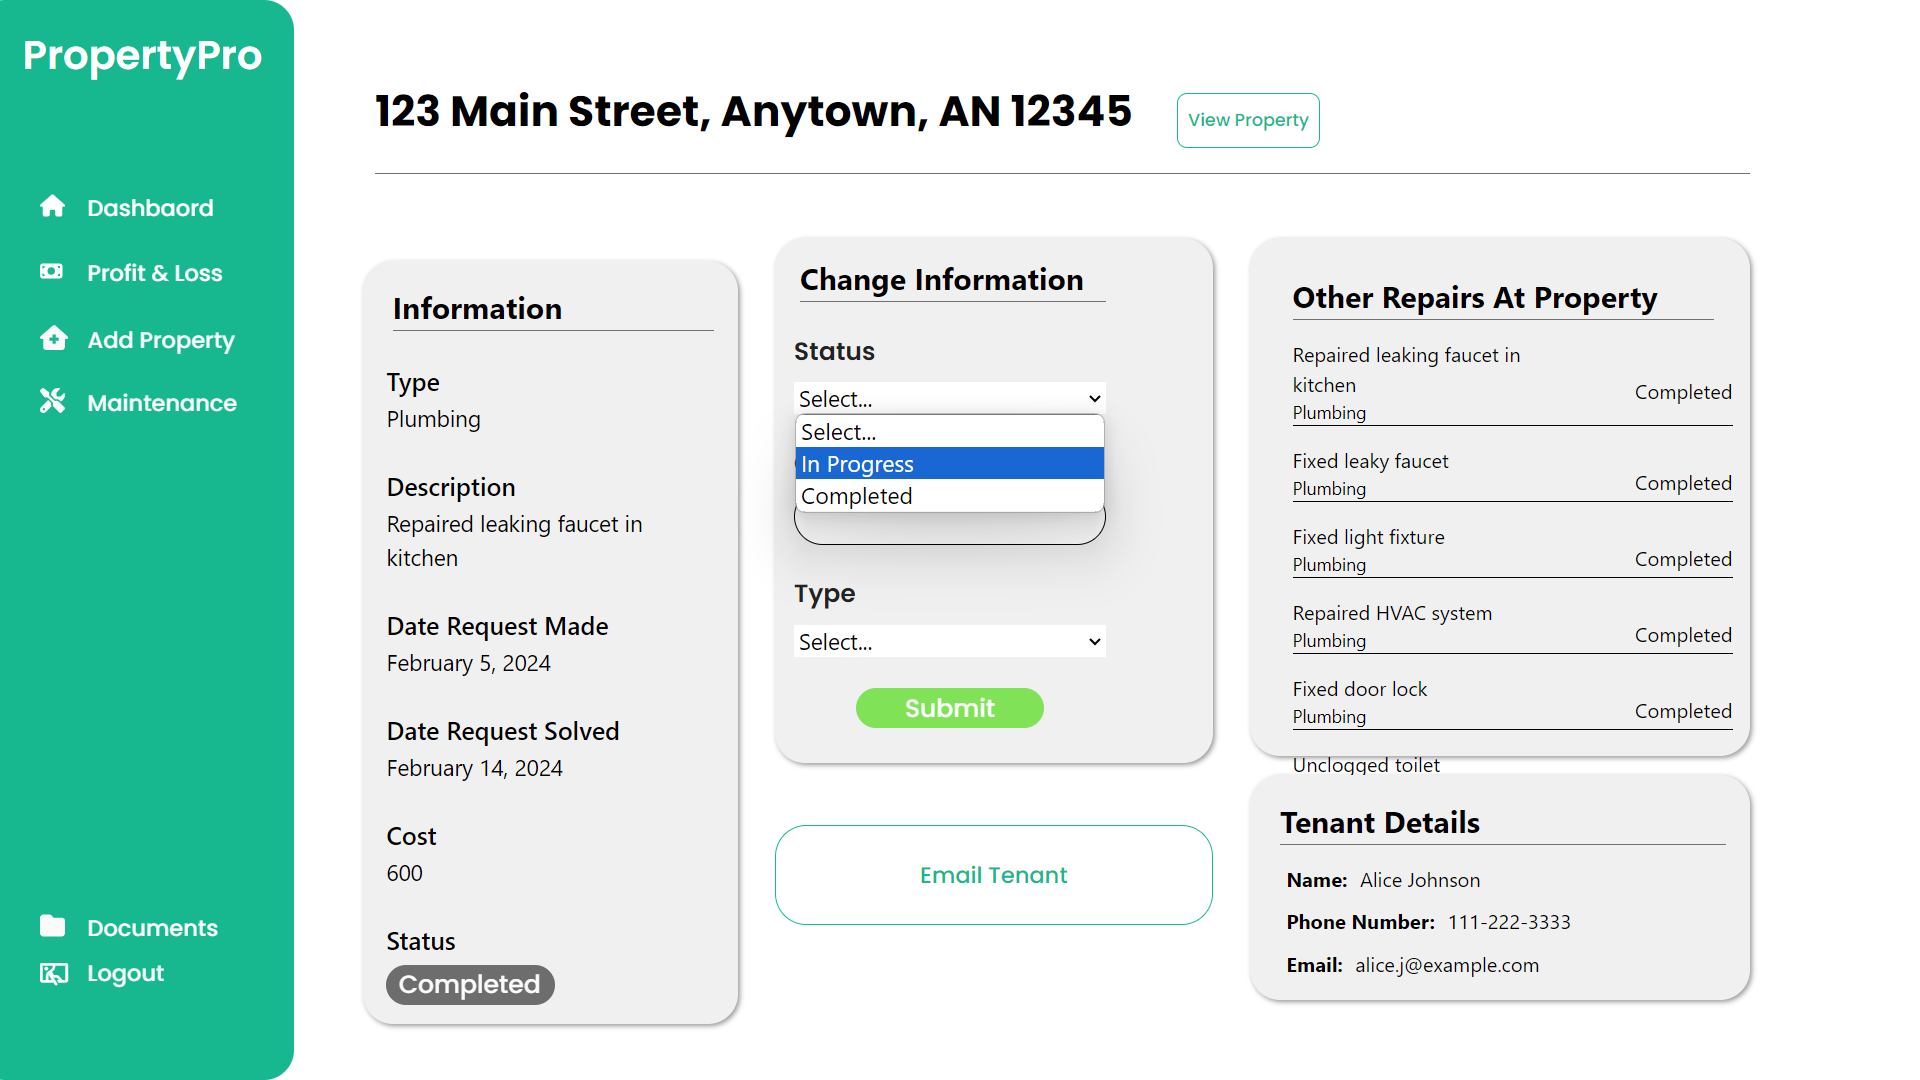 PropertyPro
Dashbaord
Profit & Loss
Add Property
Maintenance
Documents
Logout
123 Main Street, Anytown, AN 12345
View Property
Information
Type
Plumbing
Description
Repaired leaking faucet in
kitchen
Date Request Made
February 5, 2024
Date Request Solved
February 14, 2024
Cost
600
Status
Completed
Change Information
Status
Select...
Select...
In Progress
Completed
Type
Select...
Submit
Email Tenant
Other Repairs At Property
Repaired leaking faucet in
kitchen
Plumbing
Completed
Fixed leaky faucet
Plumbing
Completed
Fixed light fixture
Plumbing
Completed
Repaired HVAC system
Plumbing
Completed
Fixed door lock
Plumbing
Completed
Unclogged toilet
Tenant Details
Name: Alice Johnson
Phone Number: 111-222-3333
Email: alice.j@example.com